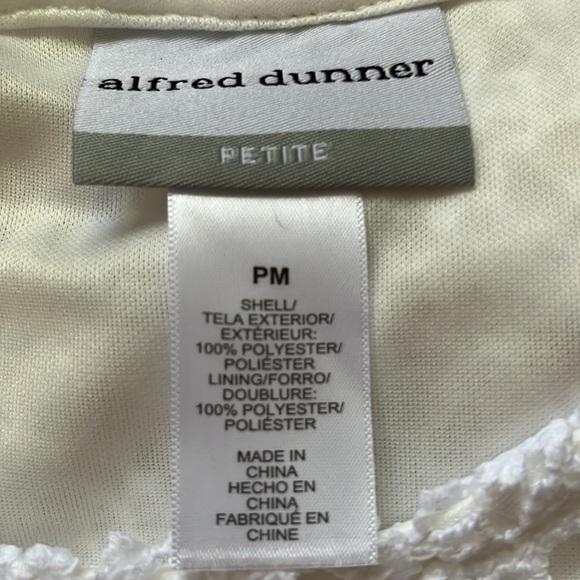 alfred dunner
PETITE
PM
SHELL/
TELA EXTERIOR/
EXTÉRIEUR:
100% POLYESTER/
POLIÉSTER
LINING/FORRO/
DOUBLURE:
100% POLYESTER/
POLIÉSTER
MADE IN
CHINA
HECHO EN
CHINA
FABRIQUÉ EN
CHINE